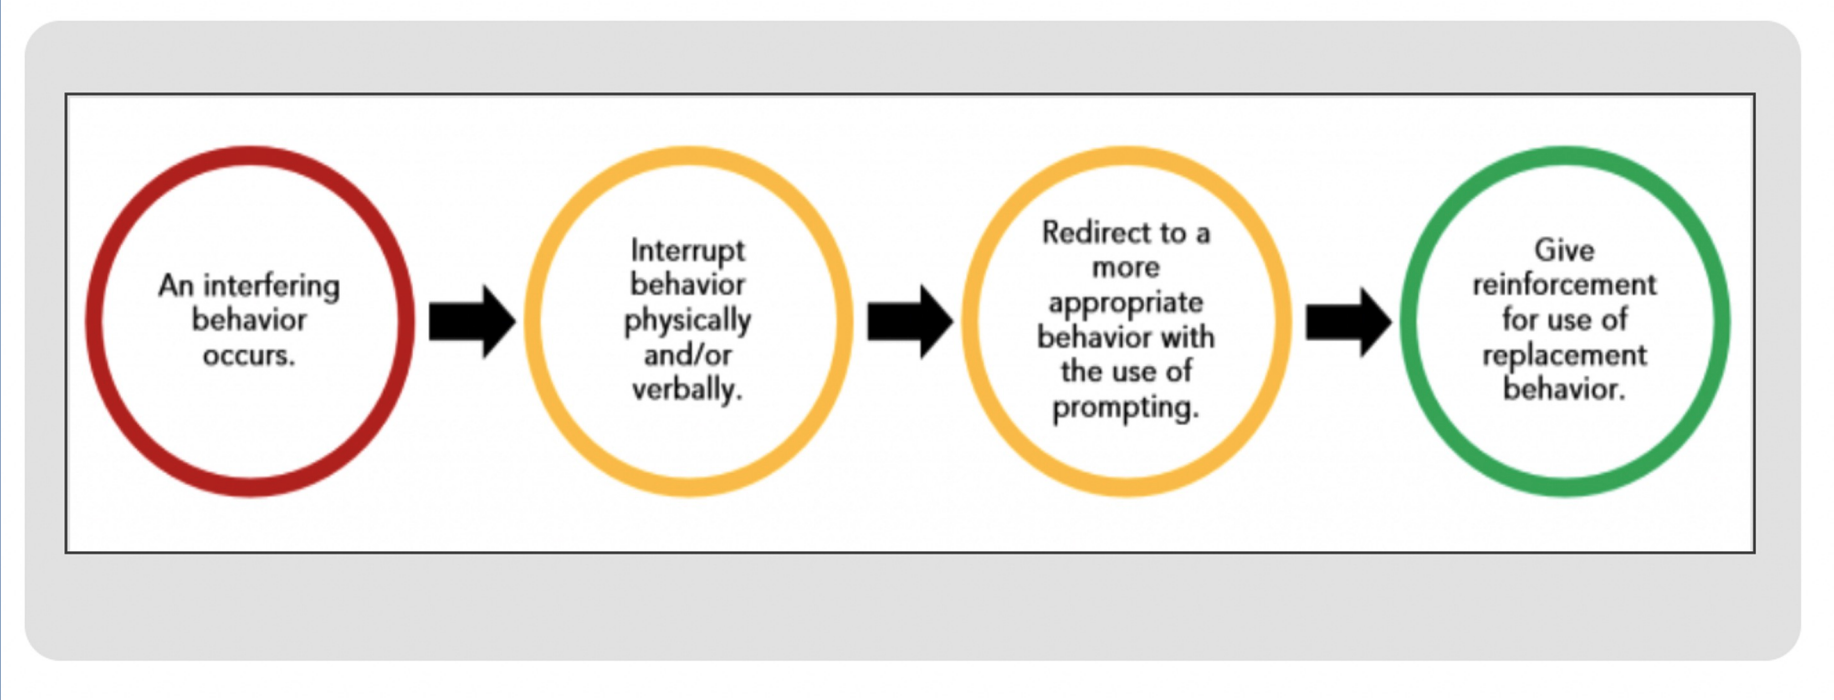 An interfering
behavior
occurs.
Interrupt
behavior
physically
and/or
verbally.
Redirect to a
more
appropriate
behavior with
the use of
prompting.
Give
reinforcement
for use of
replacement
behavior.